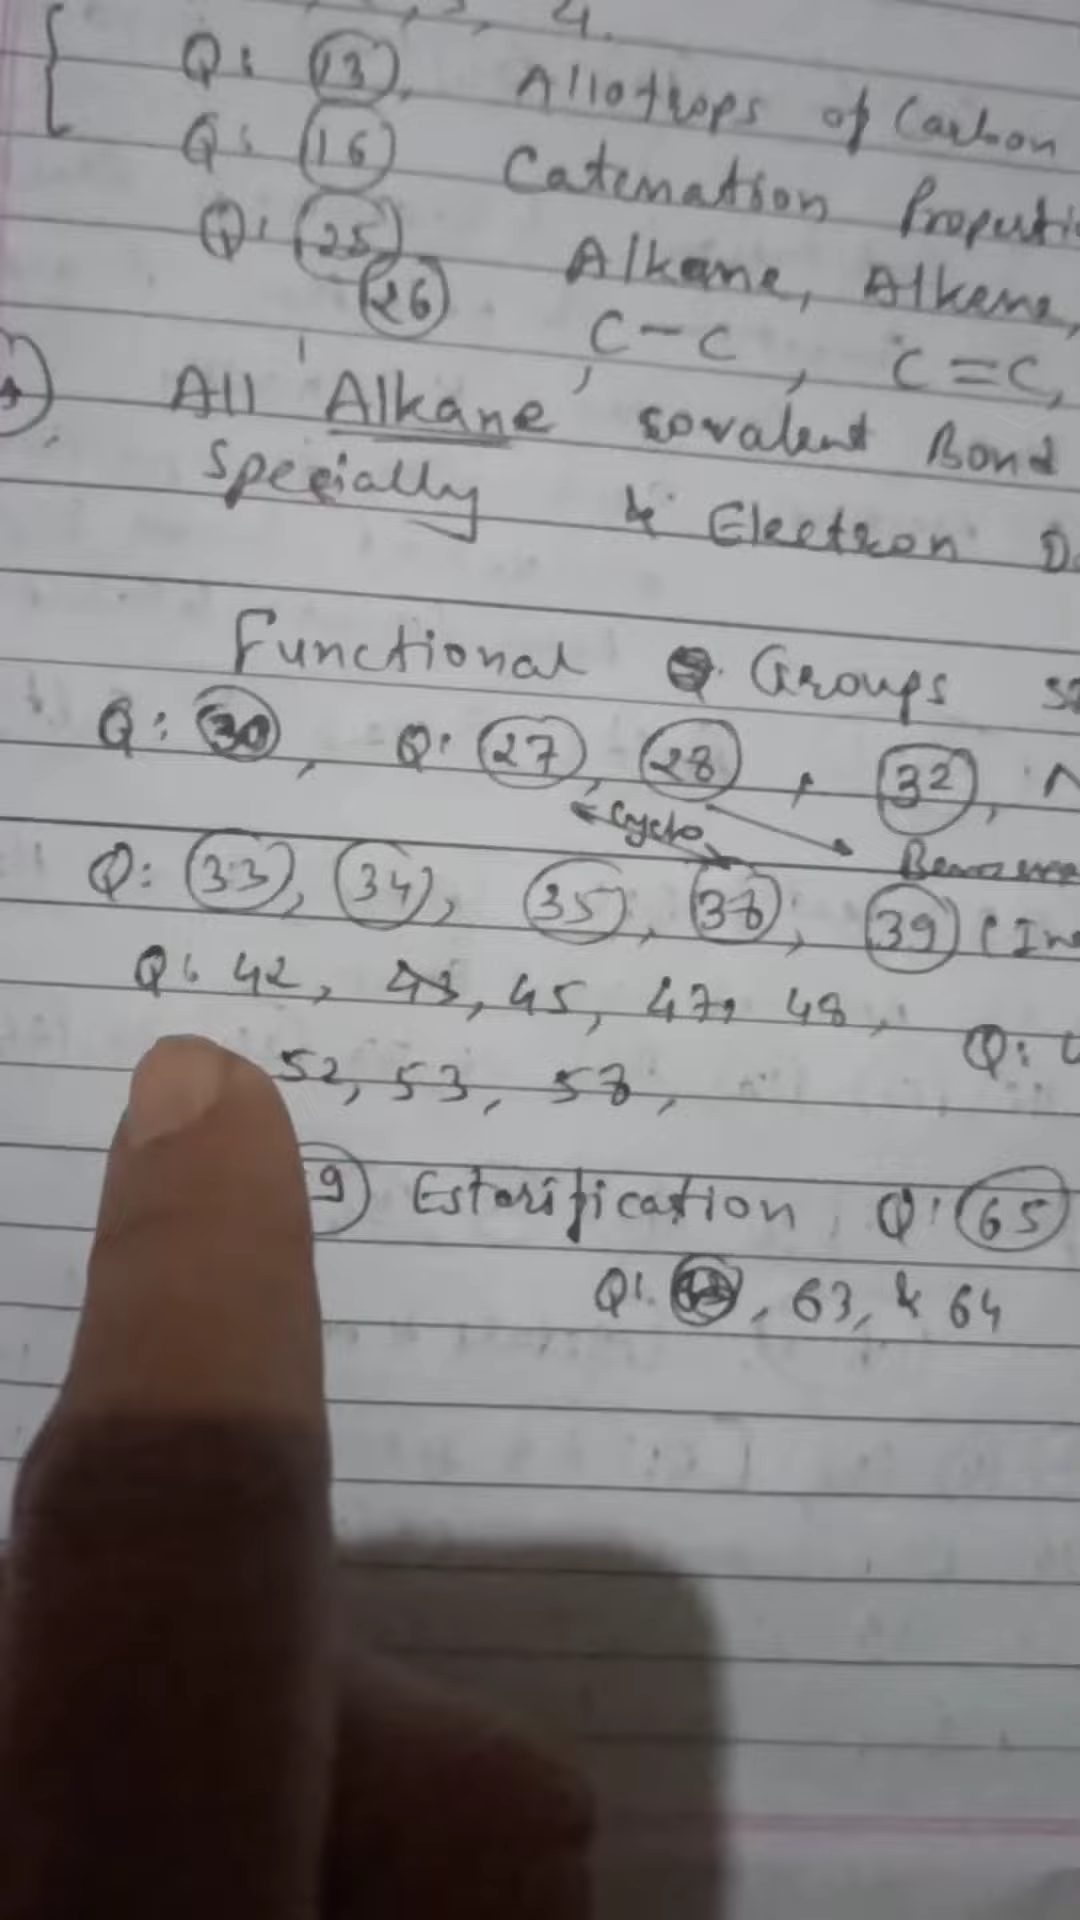 4.
Q: 13, Allotrops of Carbon
Q: 16 Catenation
Q: 25 Alkane, Alkene,
26 C-C, C=C,
All Alkane covalent Bond
Specially & Electron
Functional Groups
Q: 30, Q: 27, 28, 32,
Cyclo
Q: 33, 34, 35, 38, 39
Q: 42, 43, 45, 47, 48, Q:
52, 53, 58,
9 Estorification Q: 65
Q: 63, & 64